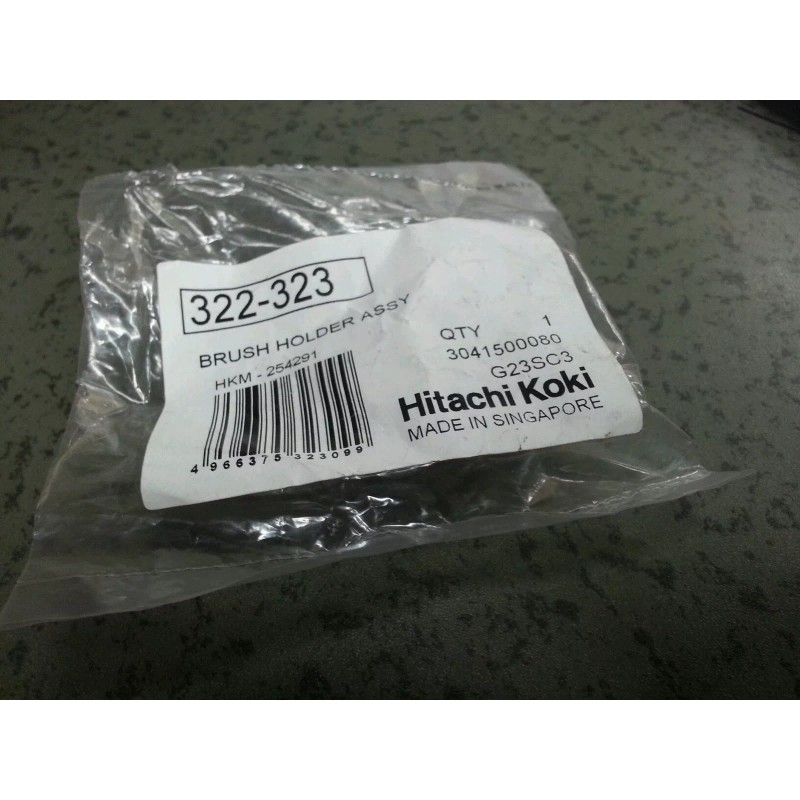 322-323
BRUSH HOLDER ASSY
HKM - 254291
4 966375 323099
QTY 1
3041500080
G23SC3
Hitachi Koki
MADE IN SINGAPORE